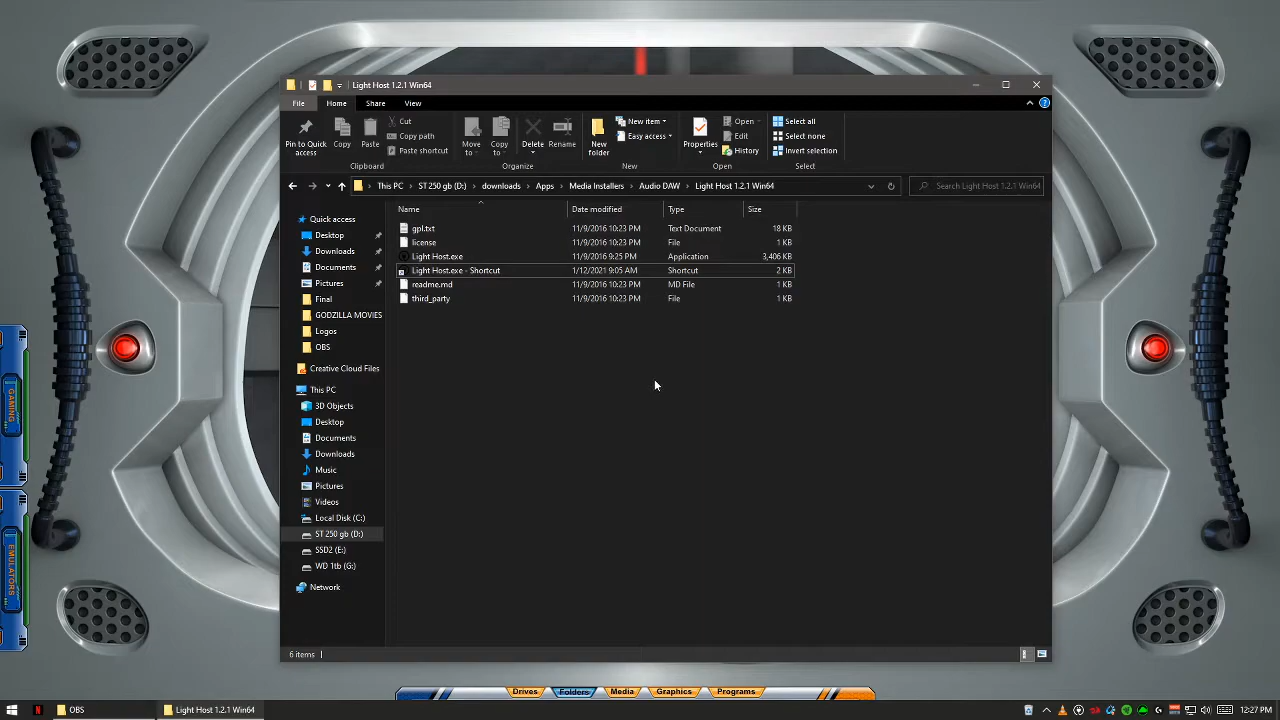 Light Host 1.2.1 Win64
File Home Share View
Pin to Quick access
Copy
Paste
Cut
Copy path
Paste shortcut
Clipboard
Move to
Copy to
Delete
Rename
Organize
New folder
New item
Easy access
New
Properties
Open
Edit
History
Open
Select all
Select none
Invert selection
Select
This PC ST 250 gb (D:) downloads Apps Media Installers Audio DAW Light Host 1.2.1 Win64
Search Light Host 1.2.1 Win64
Name Date modified Type Size
gpl.txt 11/9/2016 10:23 PM Text Document 18 KB
license 11/9/2016 10:23 PM File 1 KB
Light Host.exe 11/9/2016 9:25 PM Application 3,406 KB
Light Host.exe - Shortcut 1/12/2021 9:05 AM Shortcut 2 KB
readme.md 11/9/2016 10:23 PM MD File 1 KB
third_party 11/9/2016 10:23 PM File 1 KB
Quick access
Desktop
Downloads
Documents
Pictures
Final
GODZILLA MOVIES
Logos
OBS
Creative Cloud Files
This PC
3D Objects
Desktop
Documents
Downloads
Music
Pictures
Videos
Local Disk (C:)
ST 250 gb (D:)
SSD2 (E:)
WD 1tb (G:)
Network
6 items
GAMING
EMULATORS
Drives Folders Media Graphics Programs
OBS
Light Host 1.2.1 Win64
12:27 PM